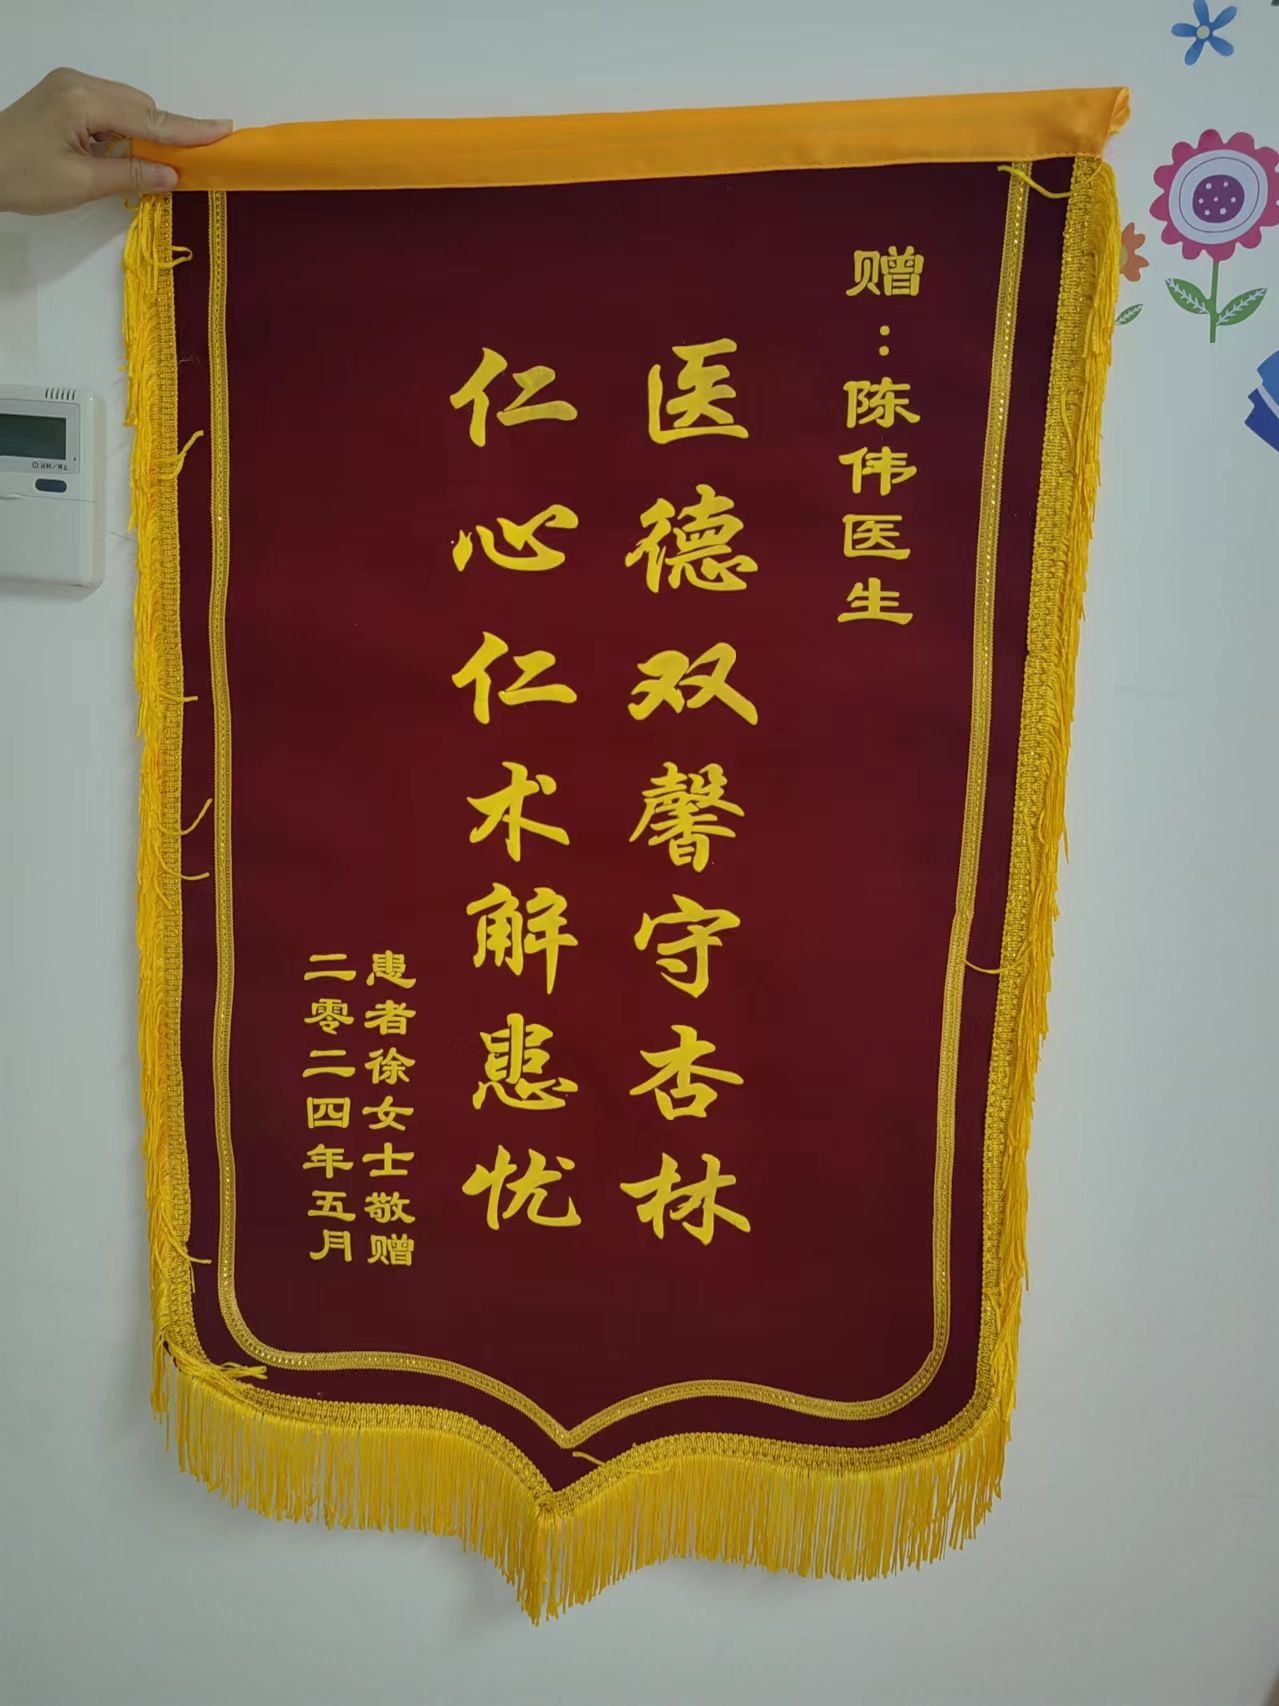 赠：陈伟医生
医德双馨守杏林
仁心仁术解患忧
患者徐女士敬赠
二零二四年五月